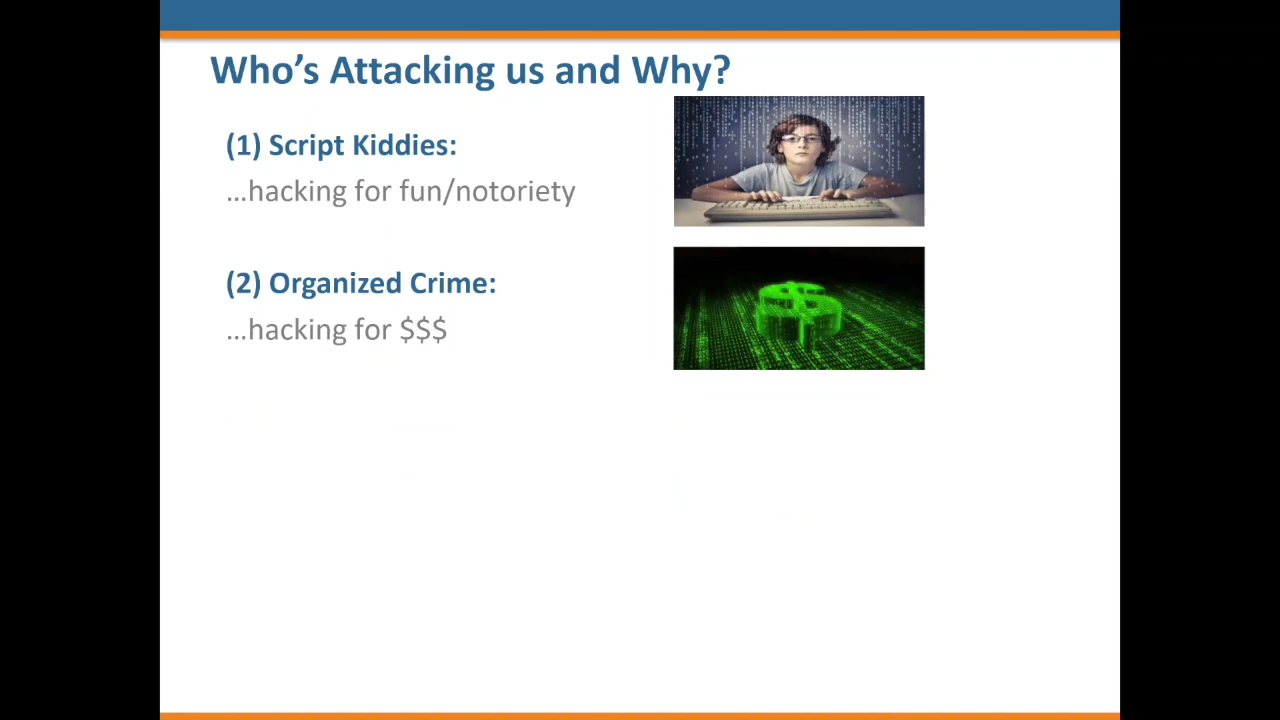 Who’s Attacking us and Why?
(1) Script Kiddies:
…hacking for fun/notoriety
(2) Organized Crime:
…hacking for $$$